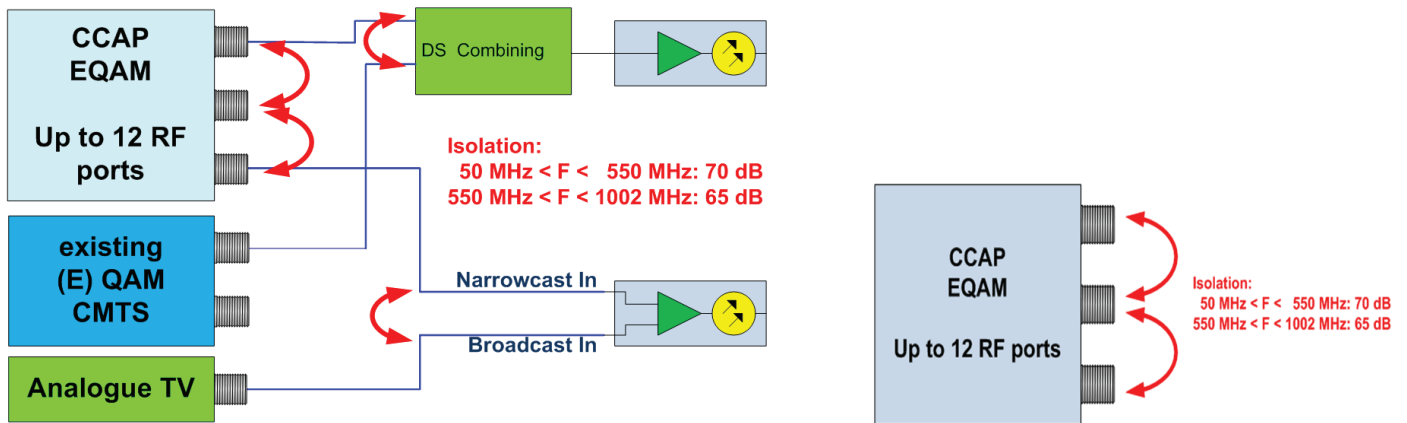 CCAP
EQAM
Up to 12 RF
ports
existing
(E) QAM
CMTS
Analogue TV
DS Combining
Isolation:
50 MHz < F < 550 MHz: 70 dB
550 MHz < F < 1002 MHz: 65 dB
Narrowcast In
Broadcast In
CCAP
EQAM
Up to 12 RF ports
Isolation:
50 MHz < F < 550 MHz: 70 dB
550 MHz < F < 1002 MHz: 65 dB